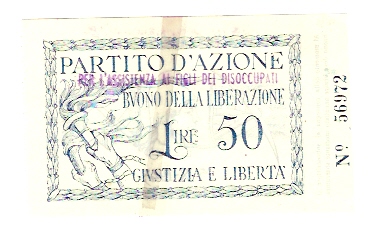 PARTITO D'AZIONE
PER L'ASSISTENZA AI FIGLI DEI DISOCCUPATI
BVONO DELLA LIBERAZIONE
LIRE 50
GIVSTIZIA E LIBERTA'
Nº 56972